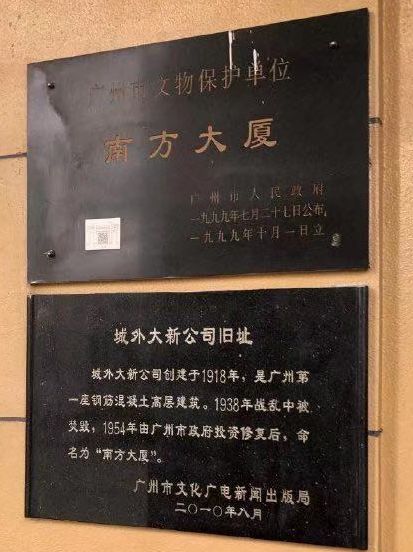 广州市文物保护单位
南方大厦
广州市人民政府
一九九九年七月二十七日公布
一九九九年十月一日立
城外大新公司旧址
城外大新公司创建于1918年，是广州第
一座钢筋混凝土高层建筑。1938年战乱中被
焚毁，1954年由广州市政府投资修复后，命
名为“南方大厦”。
广州市文化广电新闻出版局
二〇一〇年八月